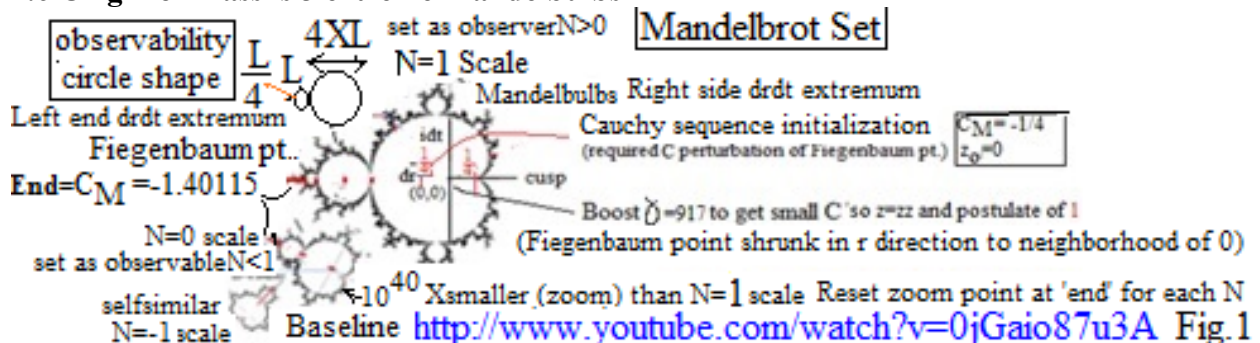 observability
circle shape
L
4
L
4XL
set as observerN>0
Mandelbrot Set
N=1 Scale
Mandelbulbs Right side drdt extremum
Left end drdt extremum
Fiegenbaum pt..
End=CM =-1.40115
idt
dr
(0,0)
cusp
Cauchy sequence initialization
(required C perturbation of Fiegenbaum pt.)
CM= -1/4
zo=0
Boost
=917 to get small C so z=zz and postulate of 1
(Fiegenbaum point shrunk in r direction to neighborhood of 0)
N=0 scale
set as observableN<1
selfsimilar
N=-1 scale
10^40 Xsmaller (zoom) than N=1 scale Reset zoom point at 'end' for each N
Baseline http://www.youtube.com/watch?v=0jGaio87u3A Fig.1